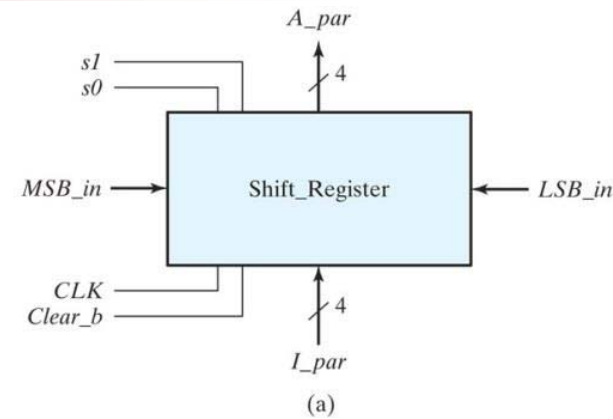 A_par
s1
4
s0
MSB_in
Shift_Register
LSB_in
CLK
Clear_b
4
I_par
(a)